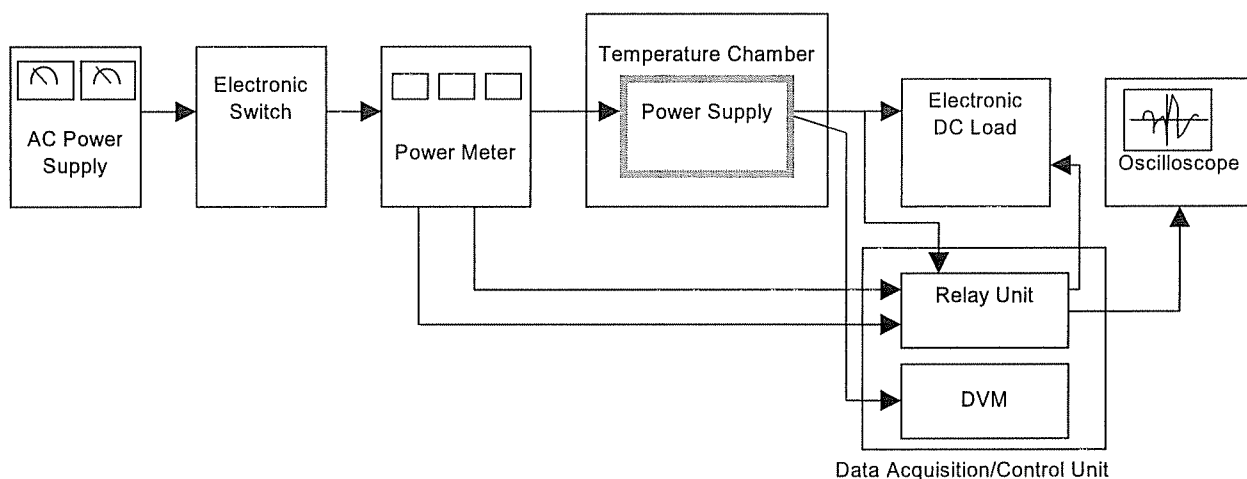 AC Power
Supply
Electronic
Switch
Power Meter
Temperature Chamber
Power Supply
Electronic
DC Load
Oscilloscope
Relay Unit
DVM
Data Acquisition/Control Unit